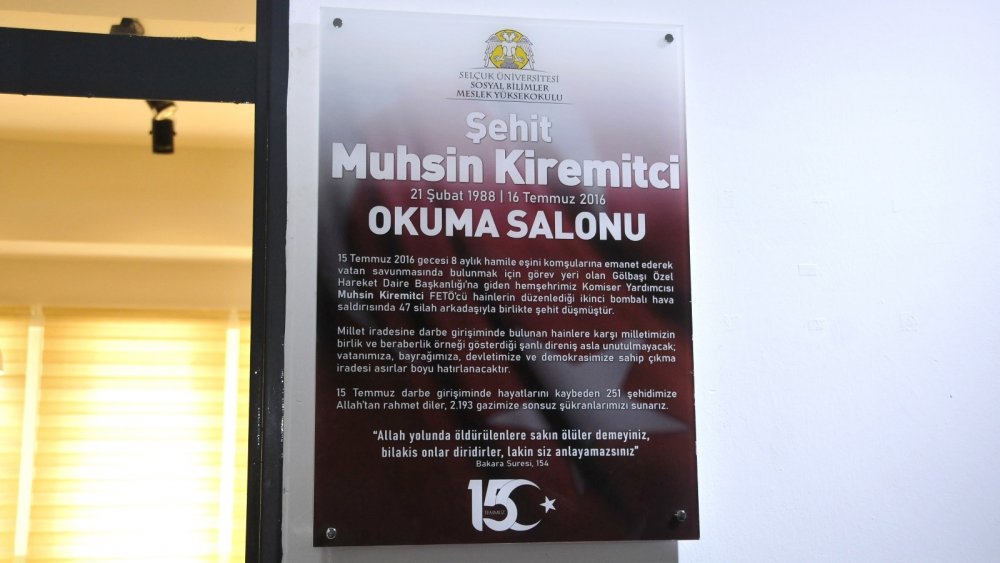 SELÇUK ÜNİVERSİTESİ
SOSYAL BİLİMLER
MESLEK YÜKSEKOKULU
Şehit
Muhsin Kiremitci
21 Şubat 1988 | 16 Temmuz 2016
OKUMA SALONU
15 Temmuz 2016 gecesi 8 aylık hamile eşini komşularına emanet ederek
vatan savunmasında bulunmak için görev yeri olan Gölbaşı Özel
Hareket Daire Başkanlığı'na giden hemşehrimiz Komiser Yardımcısı
Muhsin Kiremitci FETÖ'cü hainlerin düzenlediği ikinci bombalı hava
saldırısında 47 silah arkadaşıyla birlikte şehit düşmüştür.
Millet iradesine darbe girişiminde bulunan hainlere karşı milletimizin
birlik ve beraberlik örneği gösterdiği şanlı direniş asla unutulmayacak;
vatanımıza, bayrağımıza, devletimize ve demokrasimize sahip çıkma
iradesi asırlar boyu hatırlanacaktır.
15 Temmuz darbe girişiminde hayatlarını kaybeden 251 şehidimize
Allah'tan rahmet diler, 2.193 gazimize sonsuz şükranlarımızı sunarız.
“Allah yolunda öldürülenlere sakın ölüler demeyiniz,
bilakis onlar diridirler, lakin siz anlayamazsınız”
Bakara Suresi, 154
15
TEMMUZ